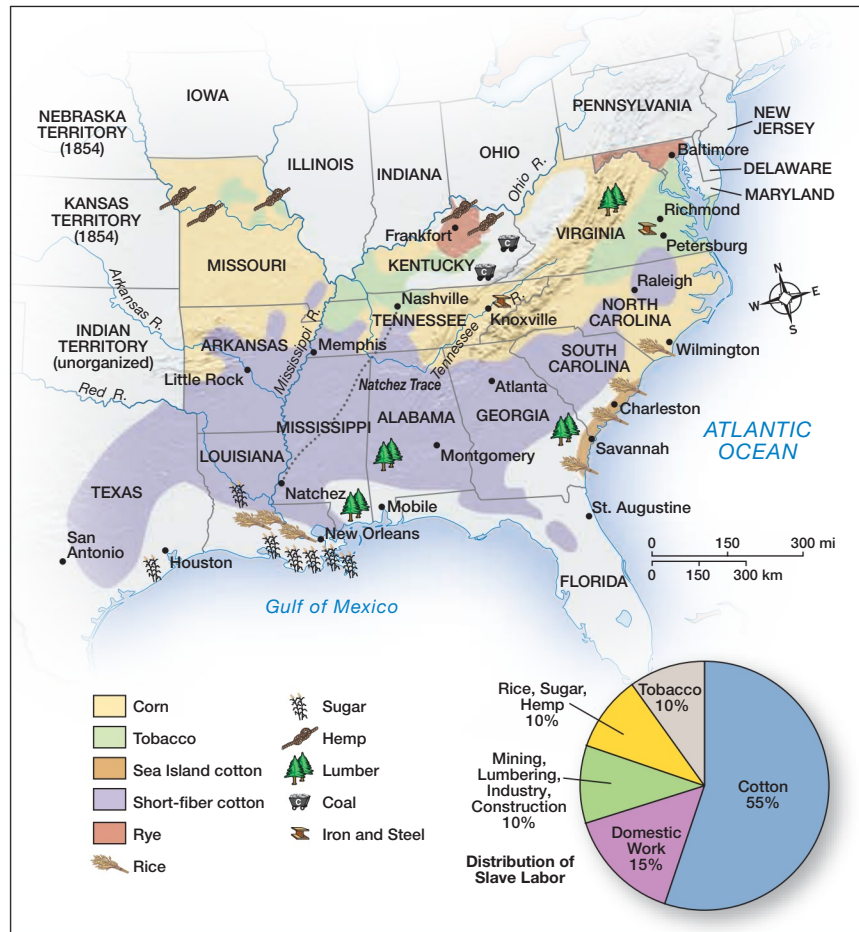 IOWA
NEBRASKA
TERRITORY
(1854)
PENNSYLVANIA
NEW
JERSEY
OHIO
ILLINOIS
INDIANA
Ohio R.
Baltimore
DELAWARE
MARYLAND
KANSAS
TERRITORY
(1854)
Frankfort
VIRGINIA
Richmond
Petersburg
C
C
MISSOURI
KENTUCKY
Arkansas R.
Raleigh
NORTH
CAROLINA
Nashville
TENNESSEE
Knoxville
Tennessee R.
N
E
S
W
INDIAN
TERRITORY
(unorganized)
ARKANSAS
Mississippi R.
Memphis
Wilmington
SOUTH
CAROLINA
Little Rock
Red R.
Natchez Trace
Atlanta
Charleston
MISSISSIPPI
ALABAMA
GEORGIA
ATLANTIC
OCEAN
Savannah
Montgomery
LOUISIANA
TEXAS
Natchez
Mobile
St. Augustine
San
Antonio
Houston
New Orleans
0 150 300 mi
0 150 300 km
FLORIDA
Gulf of Mexico
Corn
Tobacco
Sea Island cotton
Short-fiber cotton
Rye
Rice
Sugar
Hemp
Lumber
C
Coal
Iron and Steel
Tobacco
10%
Rice, Sugar,
Hemp
10%
Mining,
Lumbering,
Industry,
Construction
10%
Cotton
55%
Domestic
Work
15%
Distribution of
Slave Labor